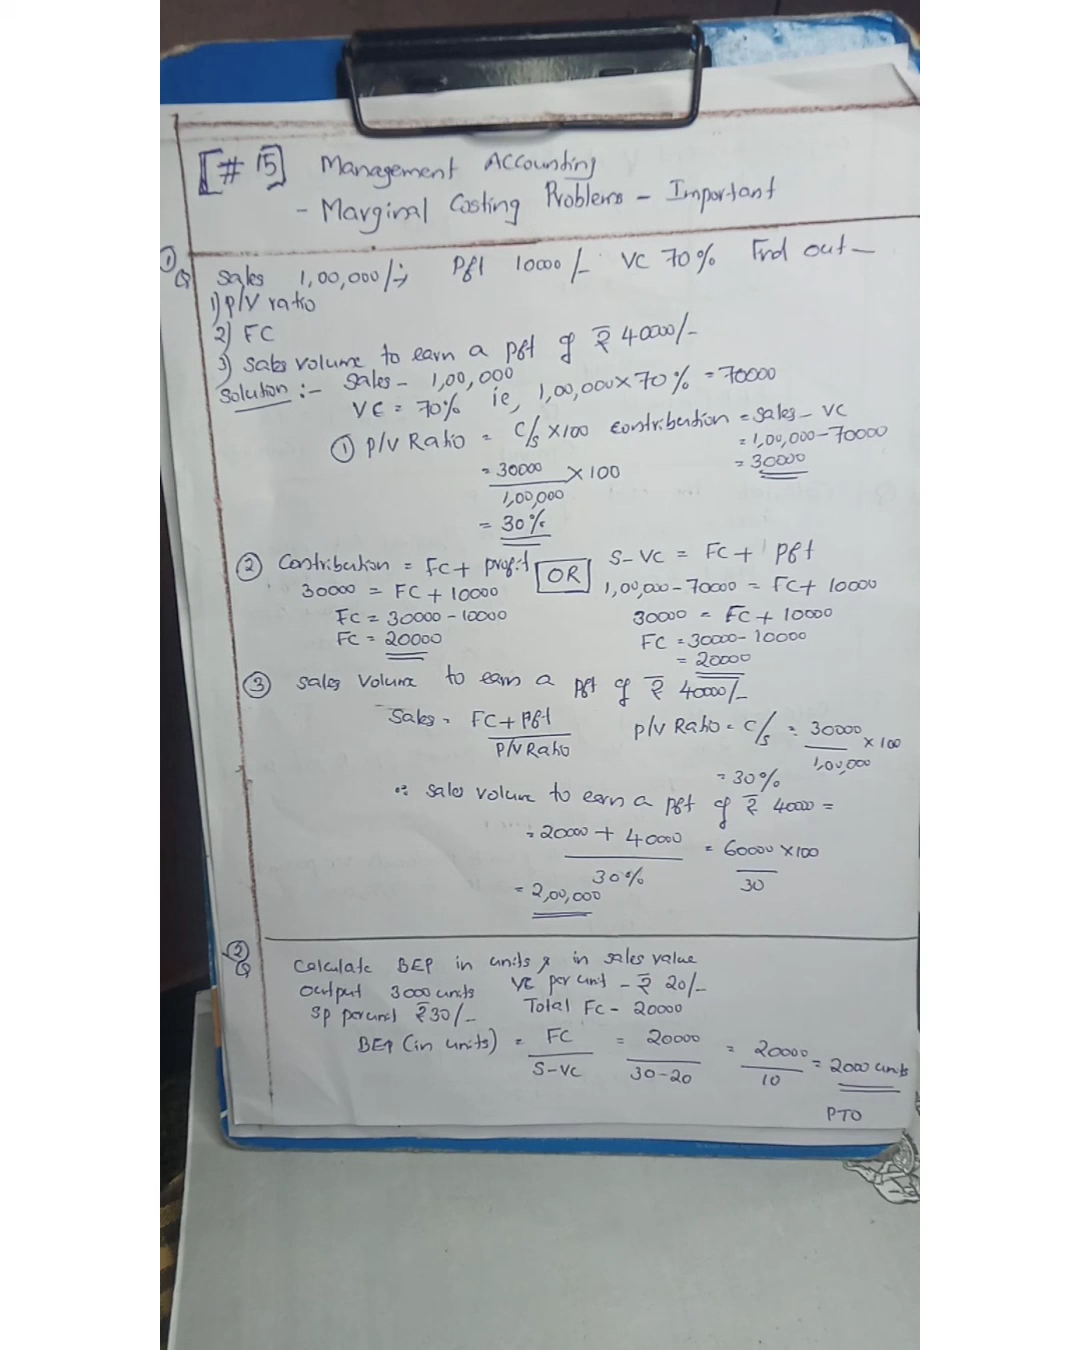 [# 15] Management Accounting
- Marginal Costing Problems - Important
① Q Sales 1,00,000/-; Pft 10000/- VC 70% Find out -
1) P/V ratio
2) FC
3) Sales volume to earn a pft of ₹ 40000/-
Solution :- Sales - 1,00,000
VC = 70% ie, 1,00,000 x 70% = 70000
① P/V Ratio = C/S x 100 Contribution = Sales - VC
= 30000 / 1,00,000 x 100 = 1,00,000 - 70000
= 30% = 30000
② Contribution = FC + profit OR S - VC = FC + Pft
30000 = FC + 10000 1,00,000 - 70000 = FC + 10000
FC = 30000 - 10000 30000 = FC + 10000
FC = 20000 FC = 30000 - 10000
= 20000
③ Sales Volume to earn a pft of ₹ 40000/-
Sales = FC + Pft / P/V Ratio P/V Ratio = C/S = 30000 / 1,00,000 x 100
= 30%
∴ Sales volume to earn a pft of ₹ 40000 =
= 20000 + 40000 / 30% = 60000 x 100 / 30
= 2,00,000
② Q Calculate BEP in units & in sales value
Output 3000 units VC per unit - ₹ 20/-
SP per unit ₹30/- Total FC - 20000
BEP (in units) = FC / S - VC = 20000 / 30 - 20 = 20000 / 10 = 2000 units
PTO